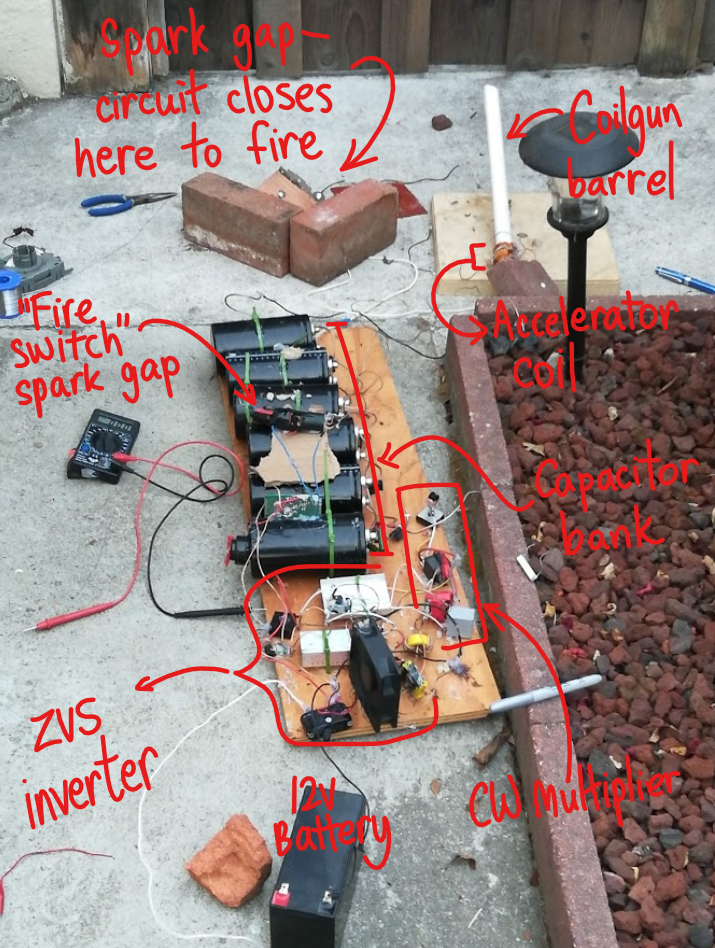 Spark gap—
circuit closes
here to fire
Coilgun
barrel
"Fire
switch"
spark gap
Accelerator
coil
Capacitor
bank
ZVS
inverter
12V
Battery
CW Multiplier